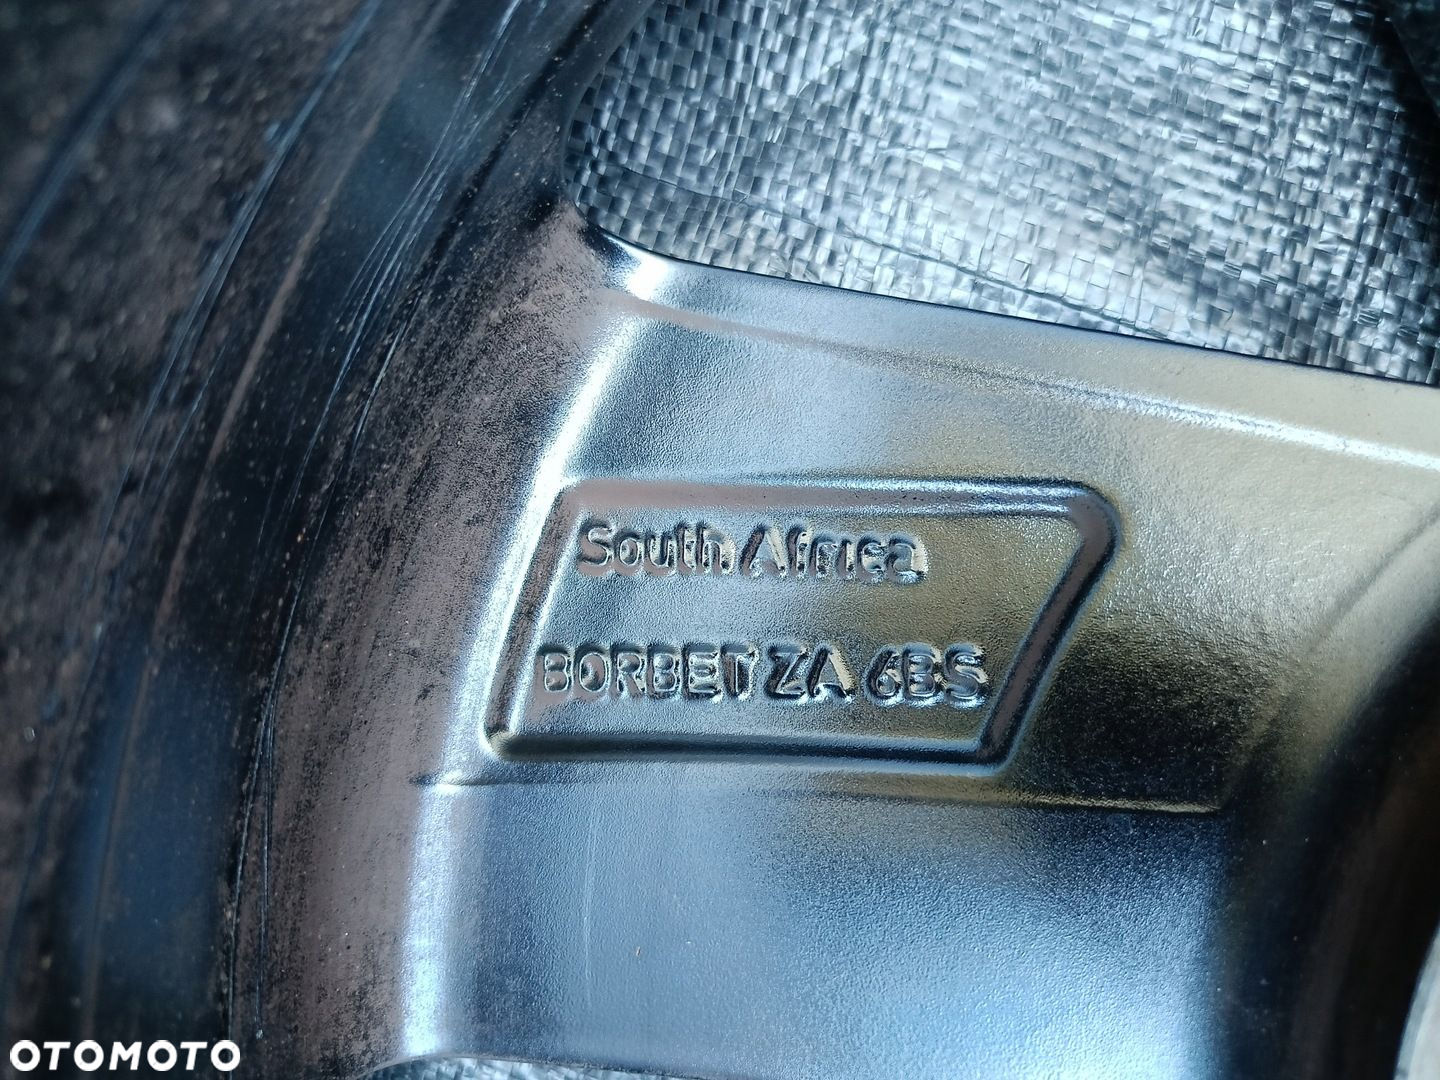 South Africa
BORBET ZA 6BS
OTOMOTO